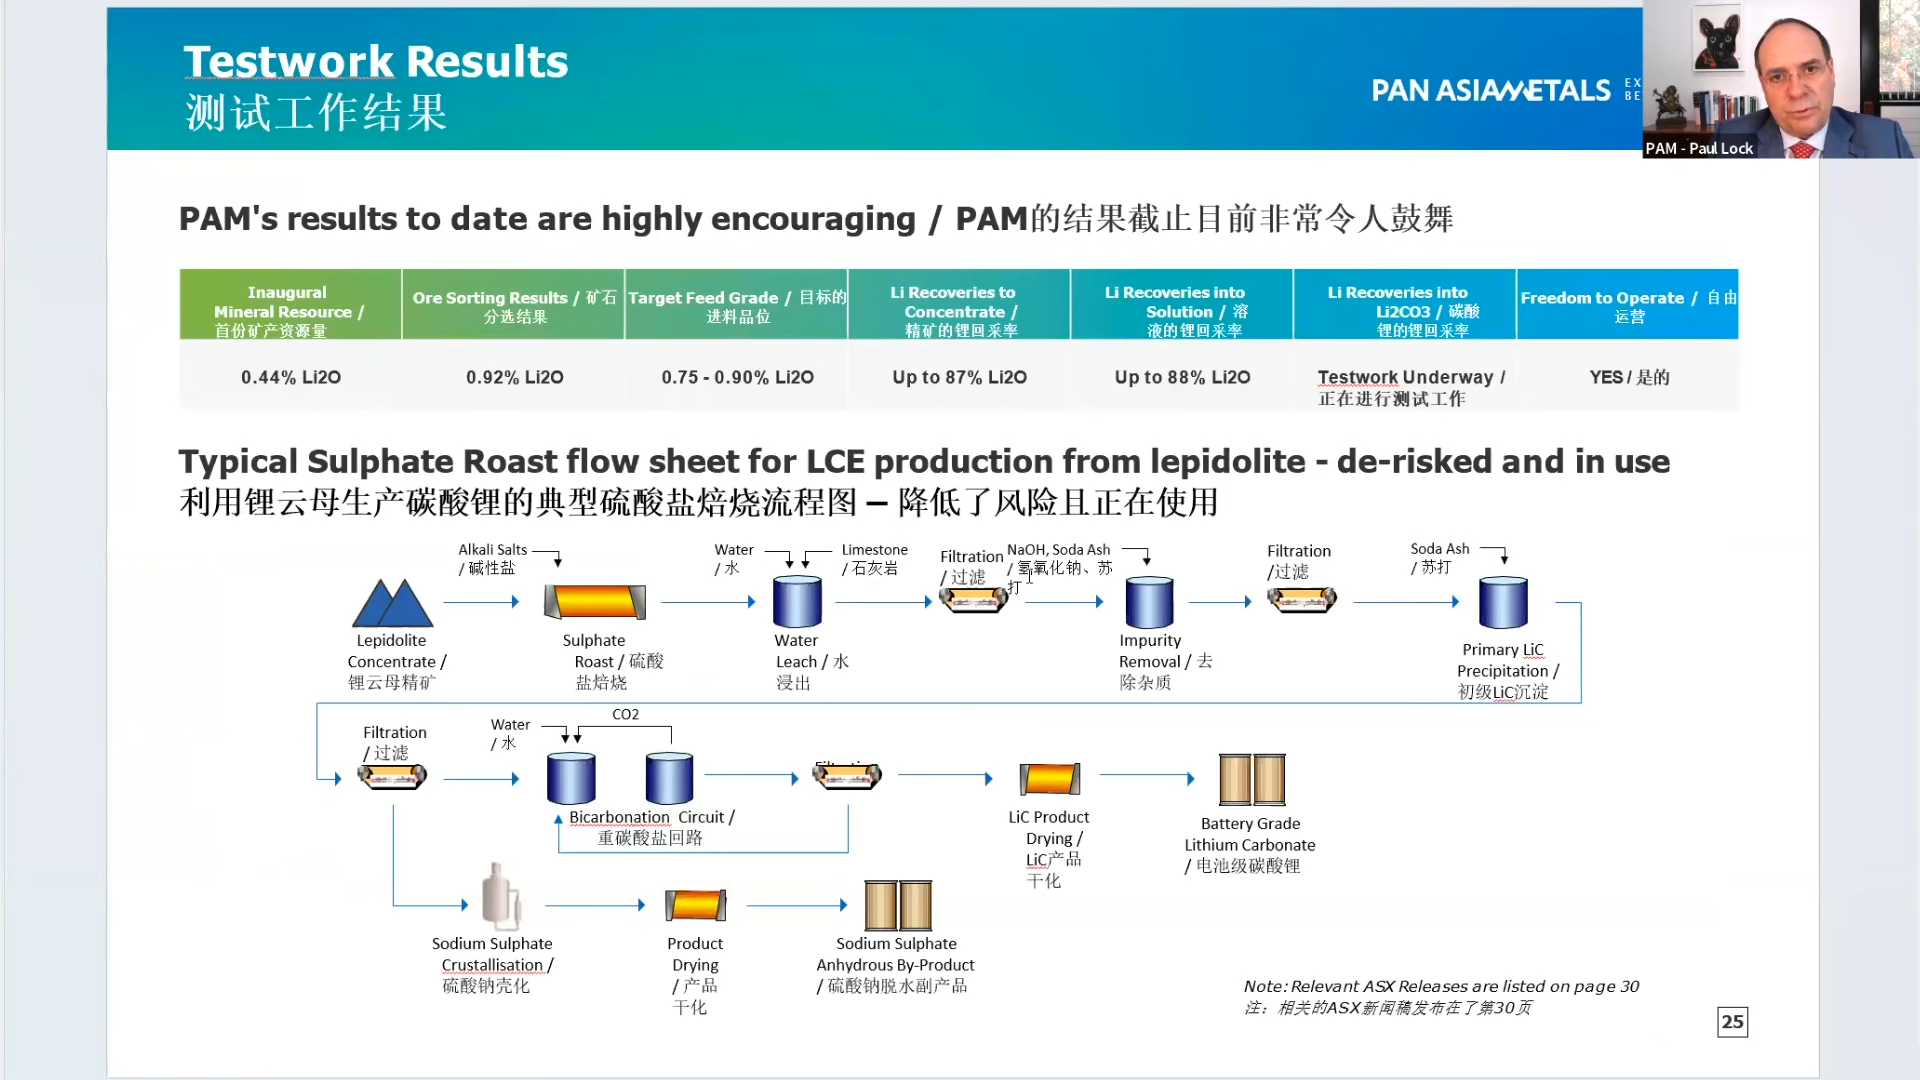 Testwork Results
测试工作结果
PAN ASIA METALS
EX
BE
PAM - Paul Lock
PAM's results to date are highly encouraging / PAM的结果截止目前非常令人鼓舞
Inaugural
Mineral Resource /
首份矿产资源量
Ore Sorting Results / 矿石
分选结果
Target Feed Grade / 目标的
进料品位
Li Recoveries to
Concentrate /
精矿的锂回采率
Li Recoveries into
Solution / 溶
液的锂回采率
Li Recoveries into
Li2CO3 / 碳酸
锂的锂回采率
Freedom to Operate / 自由
运营
0.44% Li2O
0.92% Li2O
0.75 - 0.90% Li2O
Up to 87% Li2O
Up to 88% Li2O
Testwork Underway /
正在进行测试工作
YES / 是的
Typical Sulphate Roast flow sheet for LCE production from lepidolite - de-risked and in use
利用锂云母生产碳酸锂的典型硫酸盐焙烧流程图 – 降低了风险且正在使用
Alkali Salts
/ 碱性盐
Water
/ 水
Limestone
/ 石灰岩
Filtration
/ 过滤
NaOH, Soda Ash
/ 氢氧化钠、苏
打
Filtration
/过滤
Soda Ash
/ 苏打
Lepidolite
Concentrate /
锂云母精矿
Sulphate
Roast / 硫酸
盐焙烧
Water
Leach / 水
浸出
Impurity
Removal / 去
除杂质
Primary LiC
Precipitation /
初级LiC沉淀
Filtration
/ 过滤
Water
/ 水
CO2
Bicarbonation Circuit /
重碳酸盐回路
LiC Product
Drying /
LiC产品
干化
Battery Grade
Lithium Carbonate
/ 电池级碳酸锂
Sodium Sulphate
Crustallisation /
硫酸钠壳化
Product
Drying
/ 产品
干化
Sodium Sulphate
Anhydrous By-Product
/ 硫酸钠脱水副产品
Note: Relevant ASX Releases are listed on page 30
注：相关的ASX新闻稿发布在了第30页
25